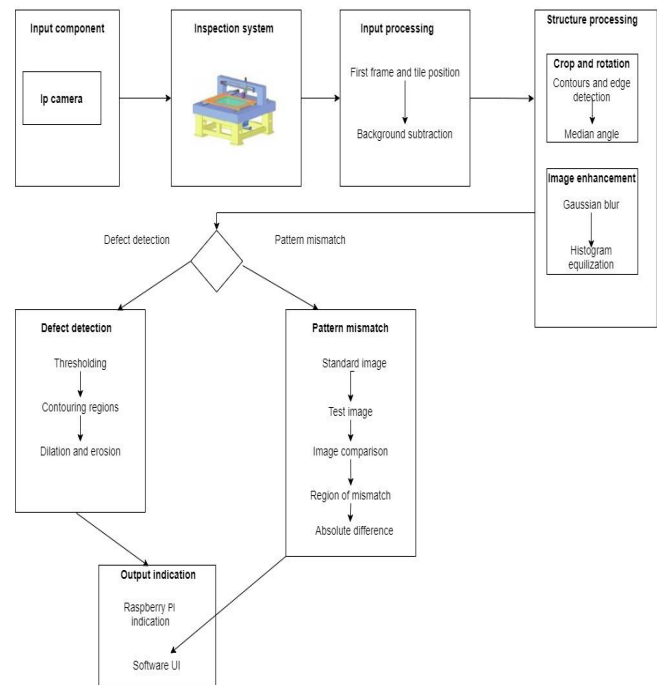 Input component
Ip camera
Inspection system
Input processing
First frame and tile position
Background subtraction
Structure processing
Crop and rotation
Contours and edge
detection
Median angle
Image enhancement
Gaussian blur
Histogram
equilization
Defect detection
Pattern mismatch
Defect detection
Thresholding
Contouring regions
Dilation and erosion
Pattern mismatch
Standard image
Test image
Image comparison
Region of mismatch
Absolute difference
Output indication
Raspberry PI
indication
Software UI